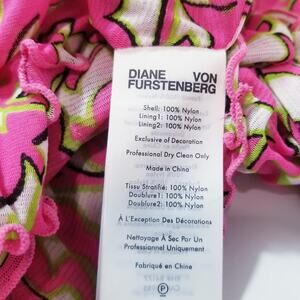 DIANE VON
FURSTENBERG
Shell: 100% Nylon
Lining1: 100% Nylon
Lining2: 100% Nylon
Exclusive of Decoration
Professional Dry Clean Only
Made in China
Tissu Stratifié: 100% Nylon
Doublure1: 100% Nylon
Doublure2: 100% Nylon
À L'Exception Des Décorations
Nettoyage À Sec Par Un
Professionnel Uniquement
Fabriqué en Chine
P